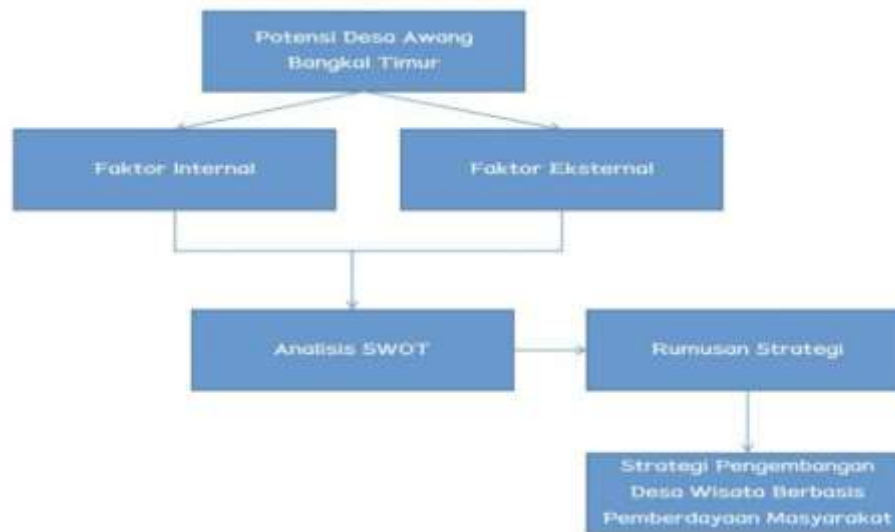 Potensi Desa Awang
Bangkal Timur
Faktor Internal
Faktor Eksternal
Analisis SWOT
Rumusan Strategi
Strategi Pengembangan
Desa Wisata Berbasis
Pemberdayaan Masyarakat